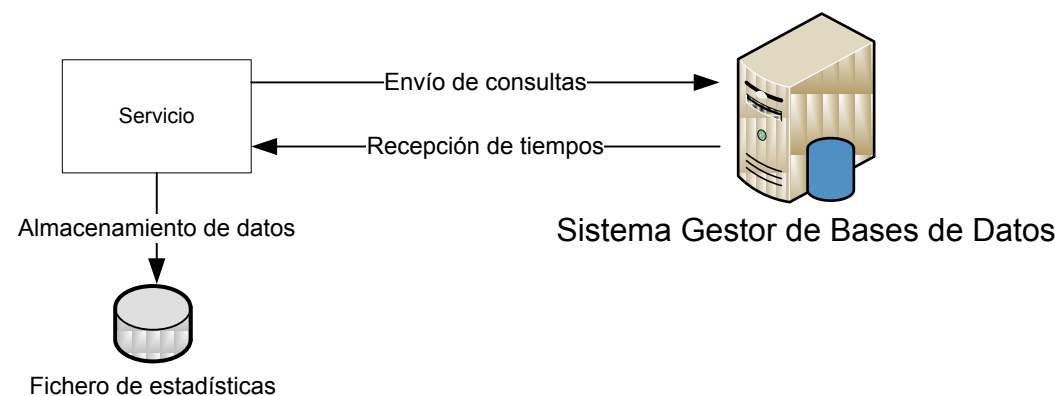 Envío de consultas
Servicio
Recepción de tiempos
Almacenamiento de datos
Sistema Gestor de Bases de Datos
Fichero de estadísticas